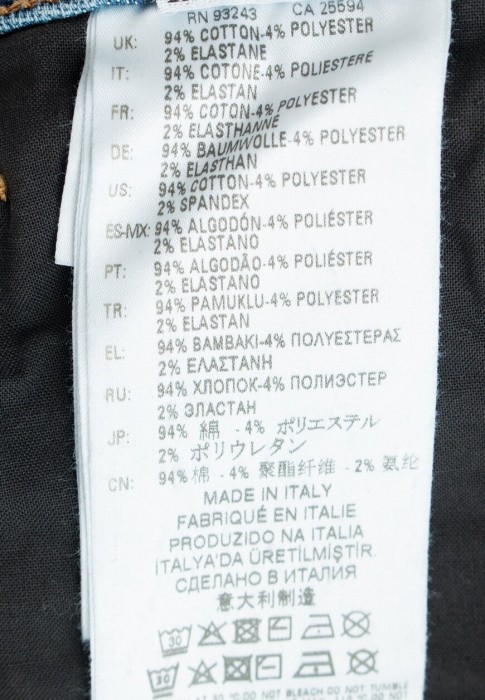 RN 93243 CA 25594
UK: 94% COTTON-4% POLYESTER
2% ELASTANE
IT: 94% COTONE-4% POLIESTERE
2% ELASTAN
FR: 94% COTON-4% POLYESTER
2% ELASTHANNE
DE: 94% BAUMWOLLE-4% POLYESTER
2% ELASTHAN
US: 94% COTTON-4% POLYESTER
2% SPANDEX
ES-MX: 94% ALGODÓN-4% POLIÉSTER
2% ELASTANO
PT: 94% ALGODÃO-4% POLIÉSTER
2% ELASTANO
TR: 94% PAMUKLU-4% POLYESTER
2% ELASTAN
EL: 94% ΒΑΜΒΑΚΙ-4% ΠΟΛΥΕΣΤΕΡΑΣ
2% ΕΛΑΣΤΑΝΗ
RU: 94% ХЛОПОК-4% ПОЛИЭСТЕР
2% ЭЛАСТАН
JP: 94% 綿 - 4% ポリエステル
2% ポリウレタン
CN: 94% 棉 - 4% 聚酯纤维 - 2% 氨纶
MADE IN ITALY
FABRIQUÉ EN ITALIE
PRODUZIDO NA ITALIA
İTALYA'DA ÜRETİLMİŞTİR.
СДЕЛАНО В ИТАЛИЯ
意大利制造
30
30
AT 30 °C DO NOT BLEACH DO NOT TUMBLE